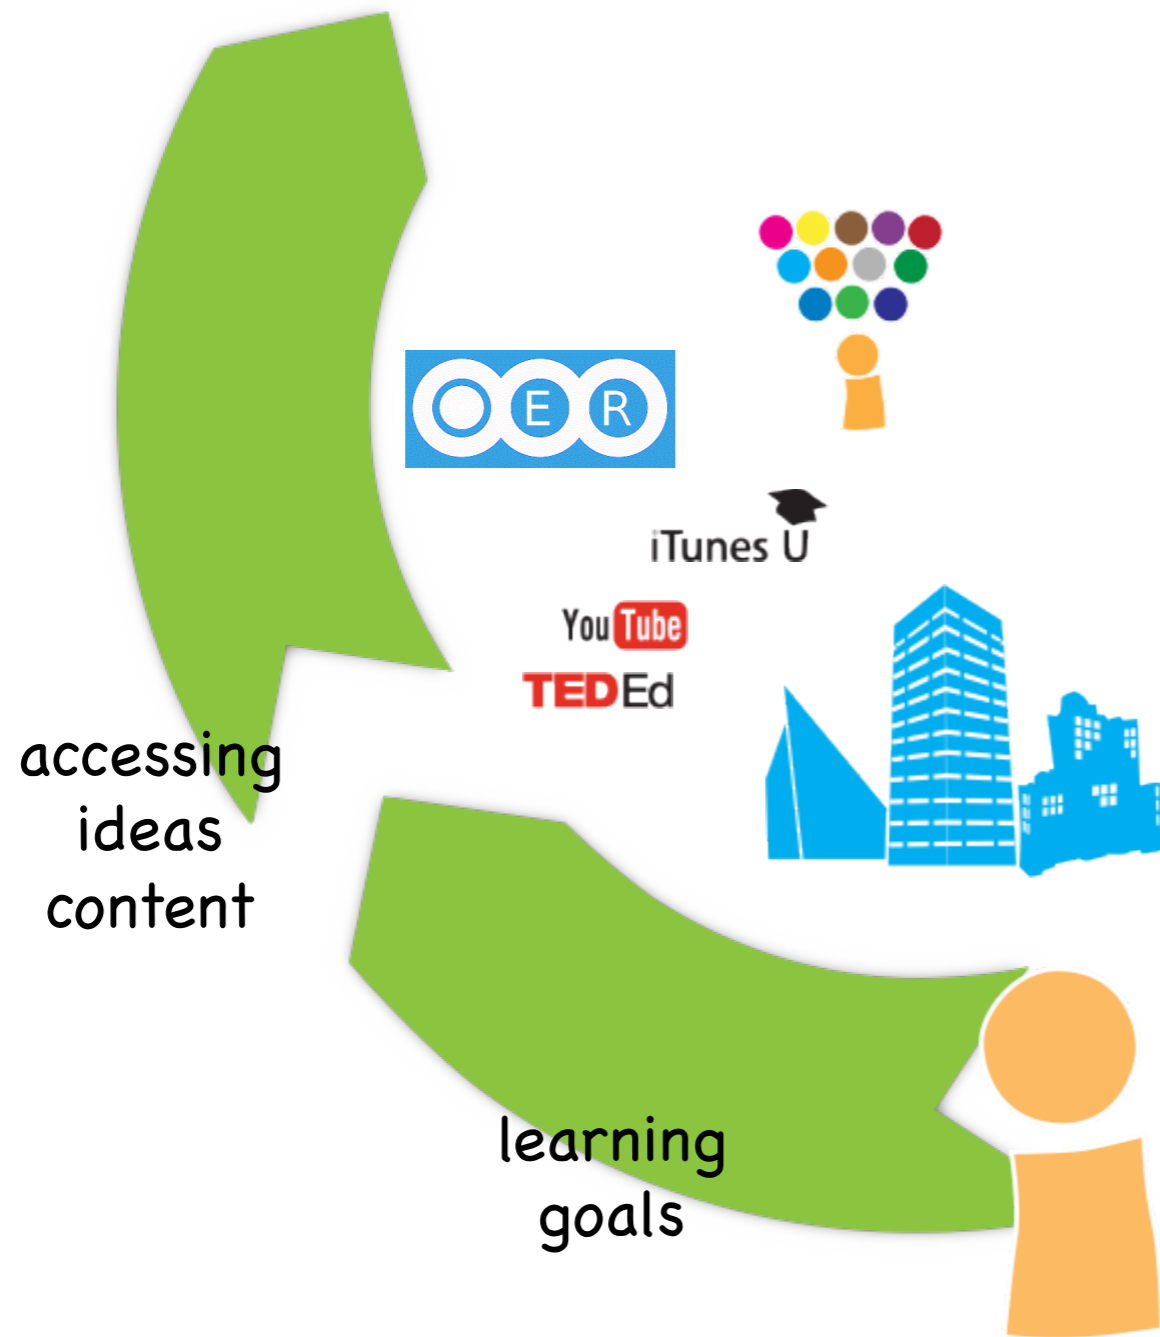 OER
iTunes U
YouTube
TEDEd
accessing
ideas
content
learning
goals